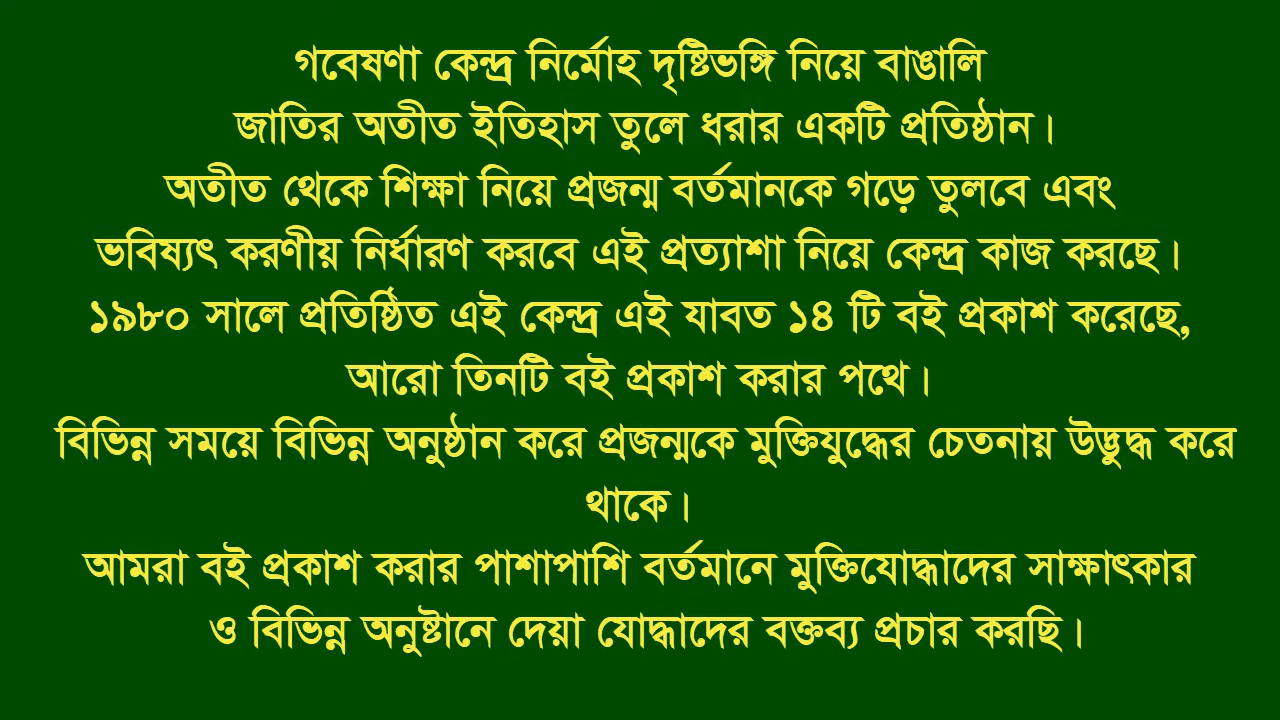 গবেষণা কেন্দ্র নির্মোহ দৃষ্টিভঙ্গি নিয়ে বাঙালি
জাতির অতীত ইতিহাস তুলে ধরার একটি প্রতিষ্ঠান।
অতীত থেকে শিক্ষা নিয়ে প্রজন্ম বর্তমানকে গড়ে তুলবে এবং
ভবিষ্যৎ করণীয় নির্ধারণ করবে এই প্রত্যাশা নিয়ে কেন্দ্র কাজ করছে।
১৯৮০ সালে প্রতিষ্ঠিত এই কেন্দ্র এই যাবত ১৪ টি বই প্রকাশ করেছে,
আরো তিনটি বই প্রকাশ করার পথে।
বিভিন্ন সময়ে বিভিন্ন অনুষ্ঠান করে প্রজন্মকে মুক্তিযুদ্ধের চেতনায় উদ্ভুদ্ধ করে
থাকে।
আমরা বই প্রকাশ করার পাশাপাশি বর্তমানে মুক্তিযোদ্ধাদের সাক্ষাৎকার
ও বিভিন্ন অনুষ্টানে দেয়া যোদ্ধাদের বক্তব্য প্রচার করছি।